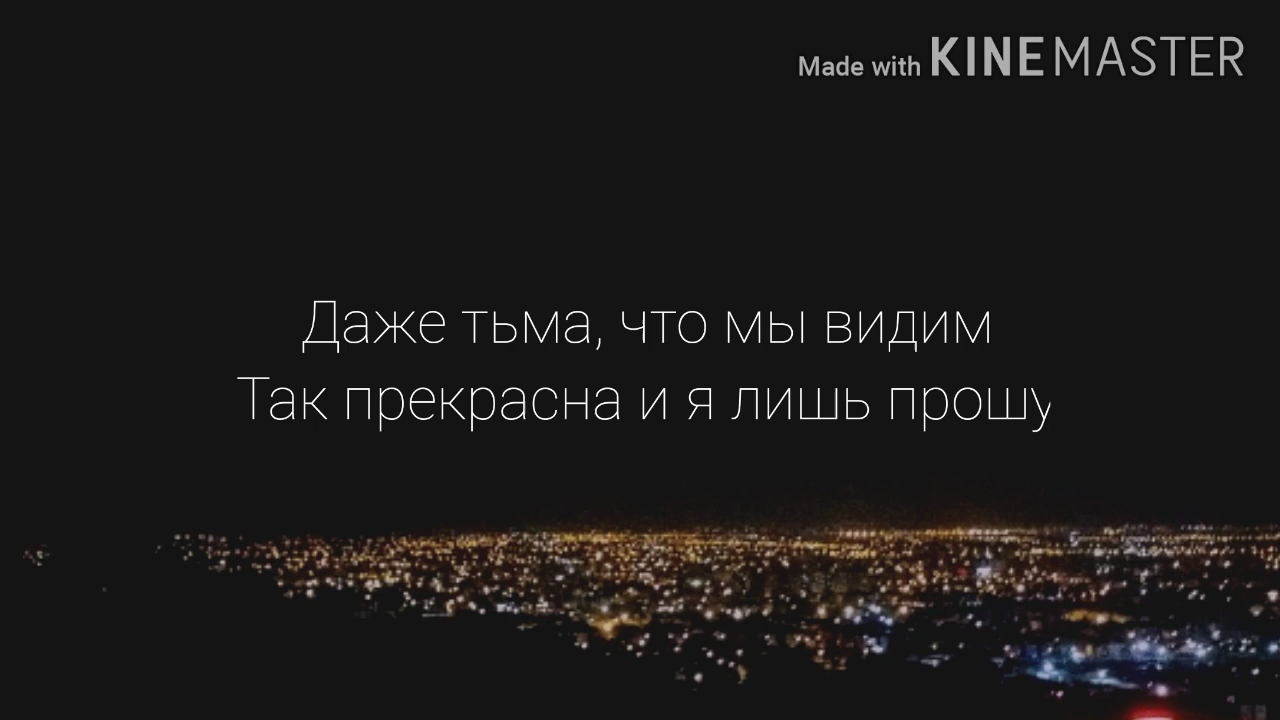 Made with KINEMASTER
Даже тьма, что мы видим
Так прекрасна и я лишь прошу